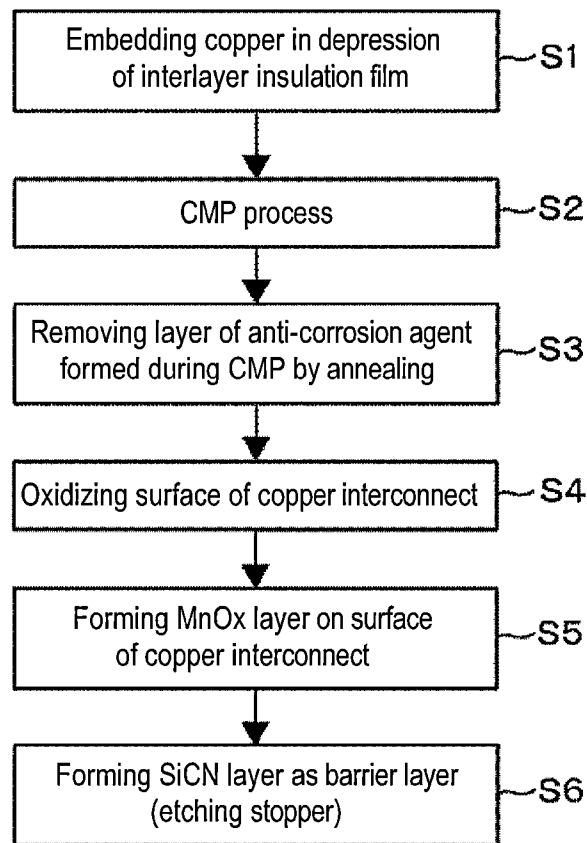 Embedding copper in depression
of interlayer insulation film
S1
CMP process
S2
Removing layer of anti-corrosion agent
formed during CMP by annealing
S3
Oxidizing surface of copper interconnect
S4
Forming MnOx layer on surface
of copper interconnect
S5
Forming SiCN layer as barrier layer
(etching stopper)
S6